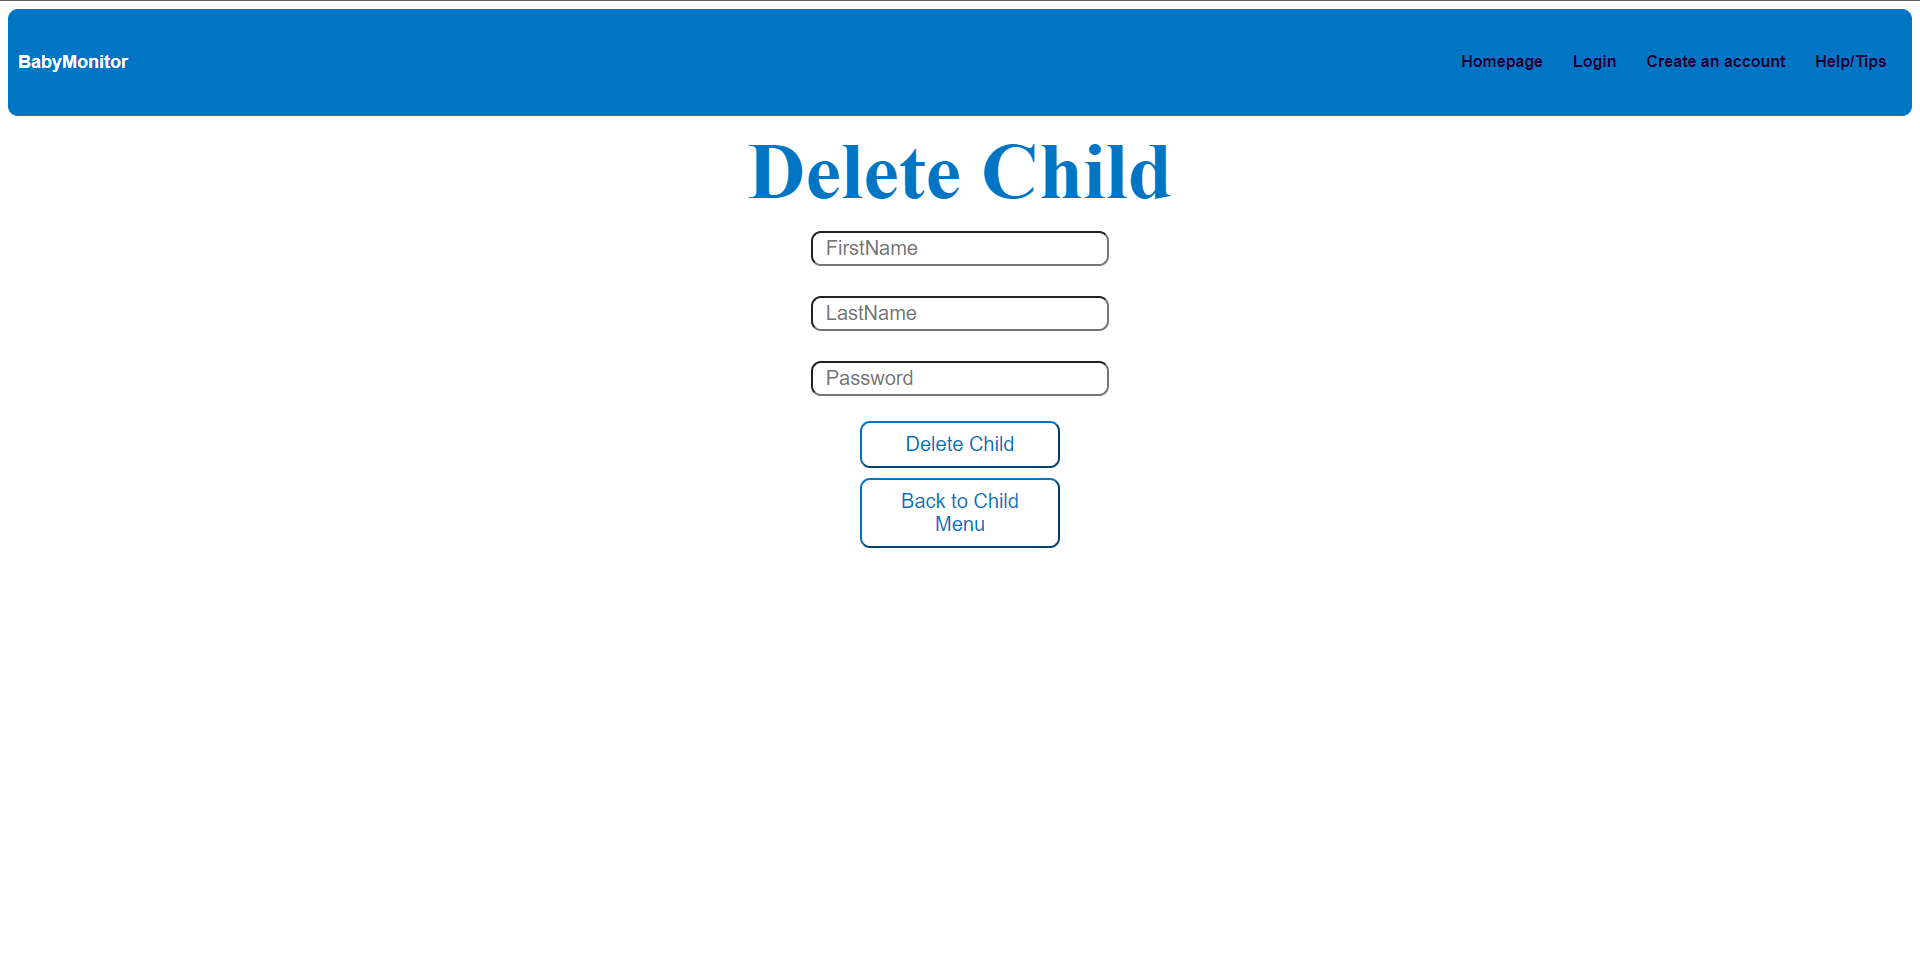 BabyMonitor
Homepage Login Create an account Help/Tips
Delete Child
FirstName
LastName
Password
Delete Child
Back to Child
Menu